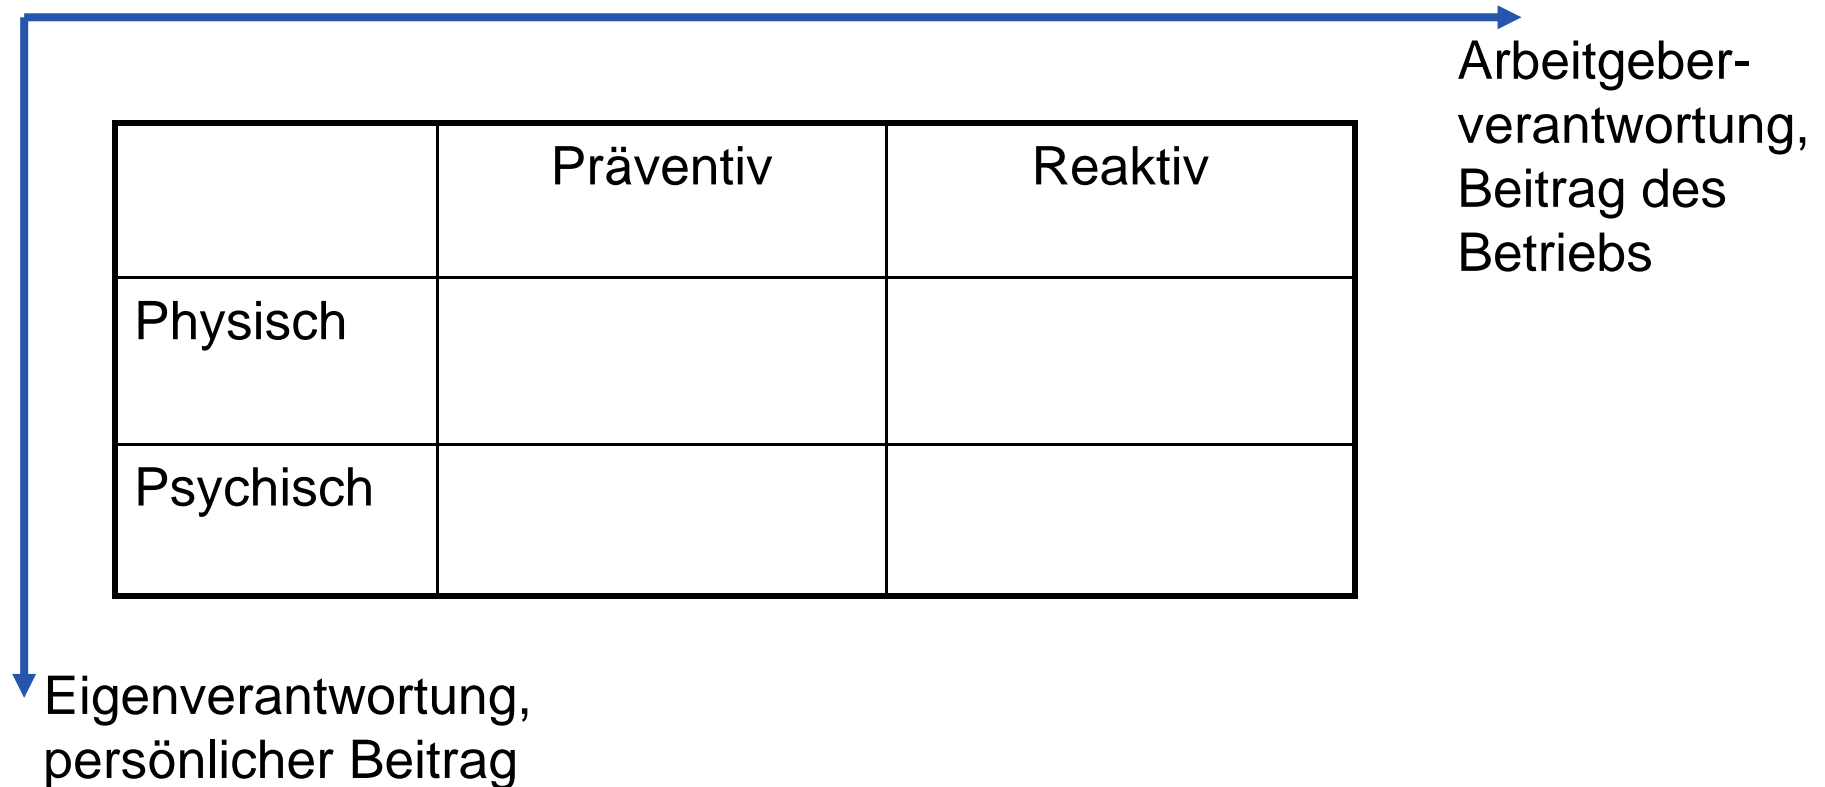 Arbeitgeber-
verantwortung,
Beitrag des
Betriebs
Präventiv Reaktiv
Physisch
Psychisch
Eigenverantwortung,
persönlicher Beitrag